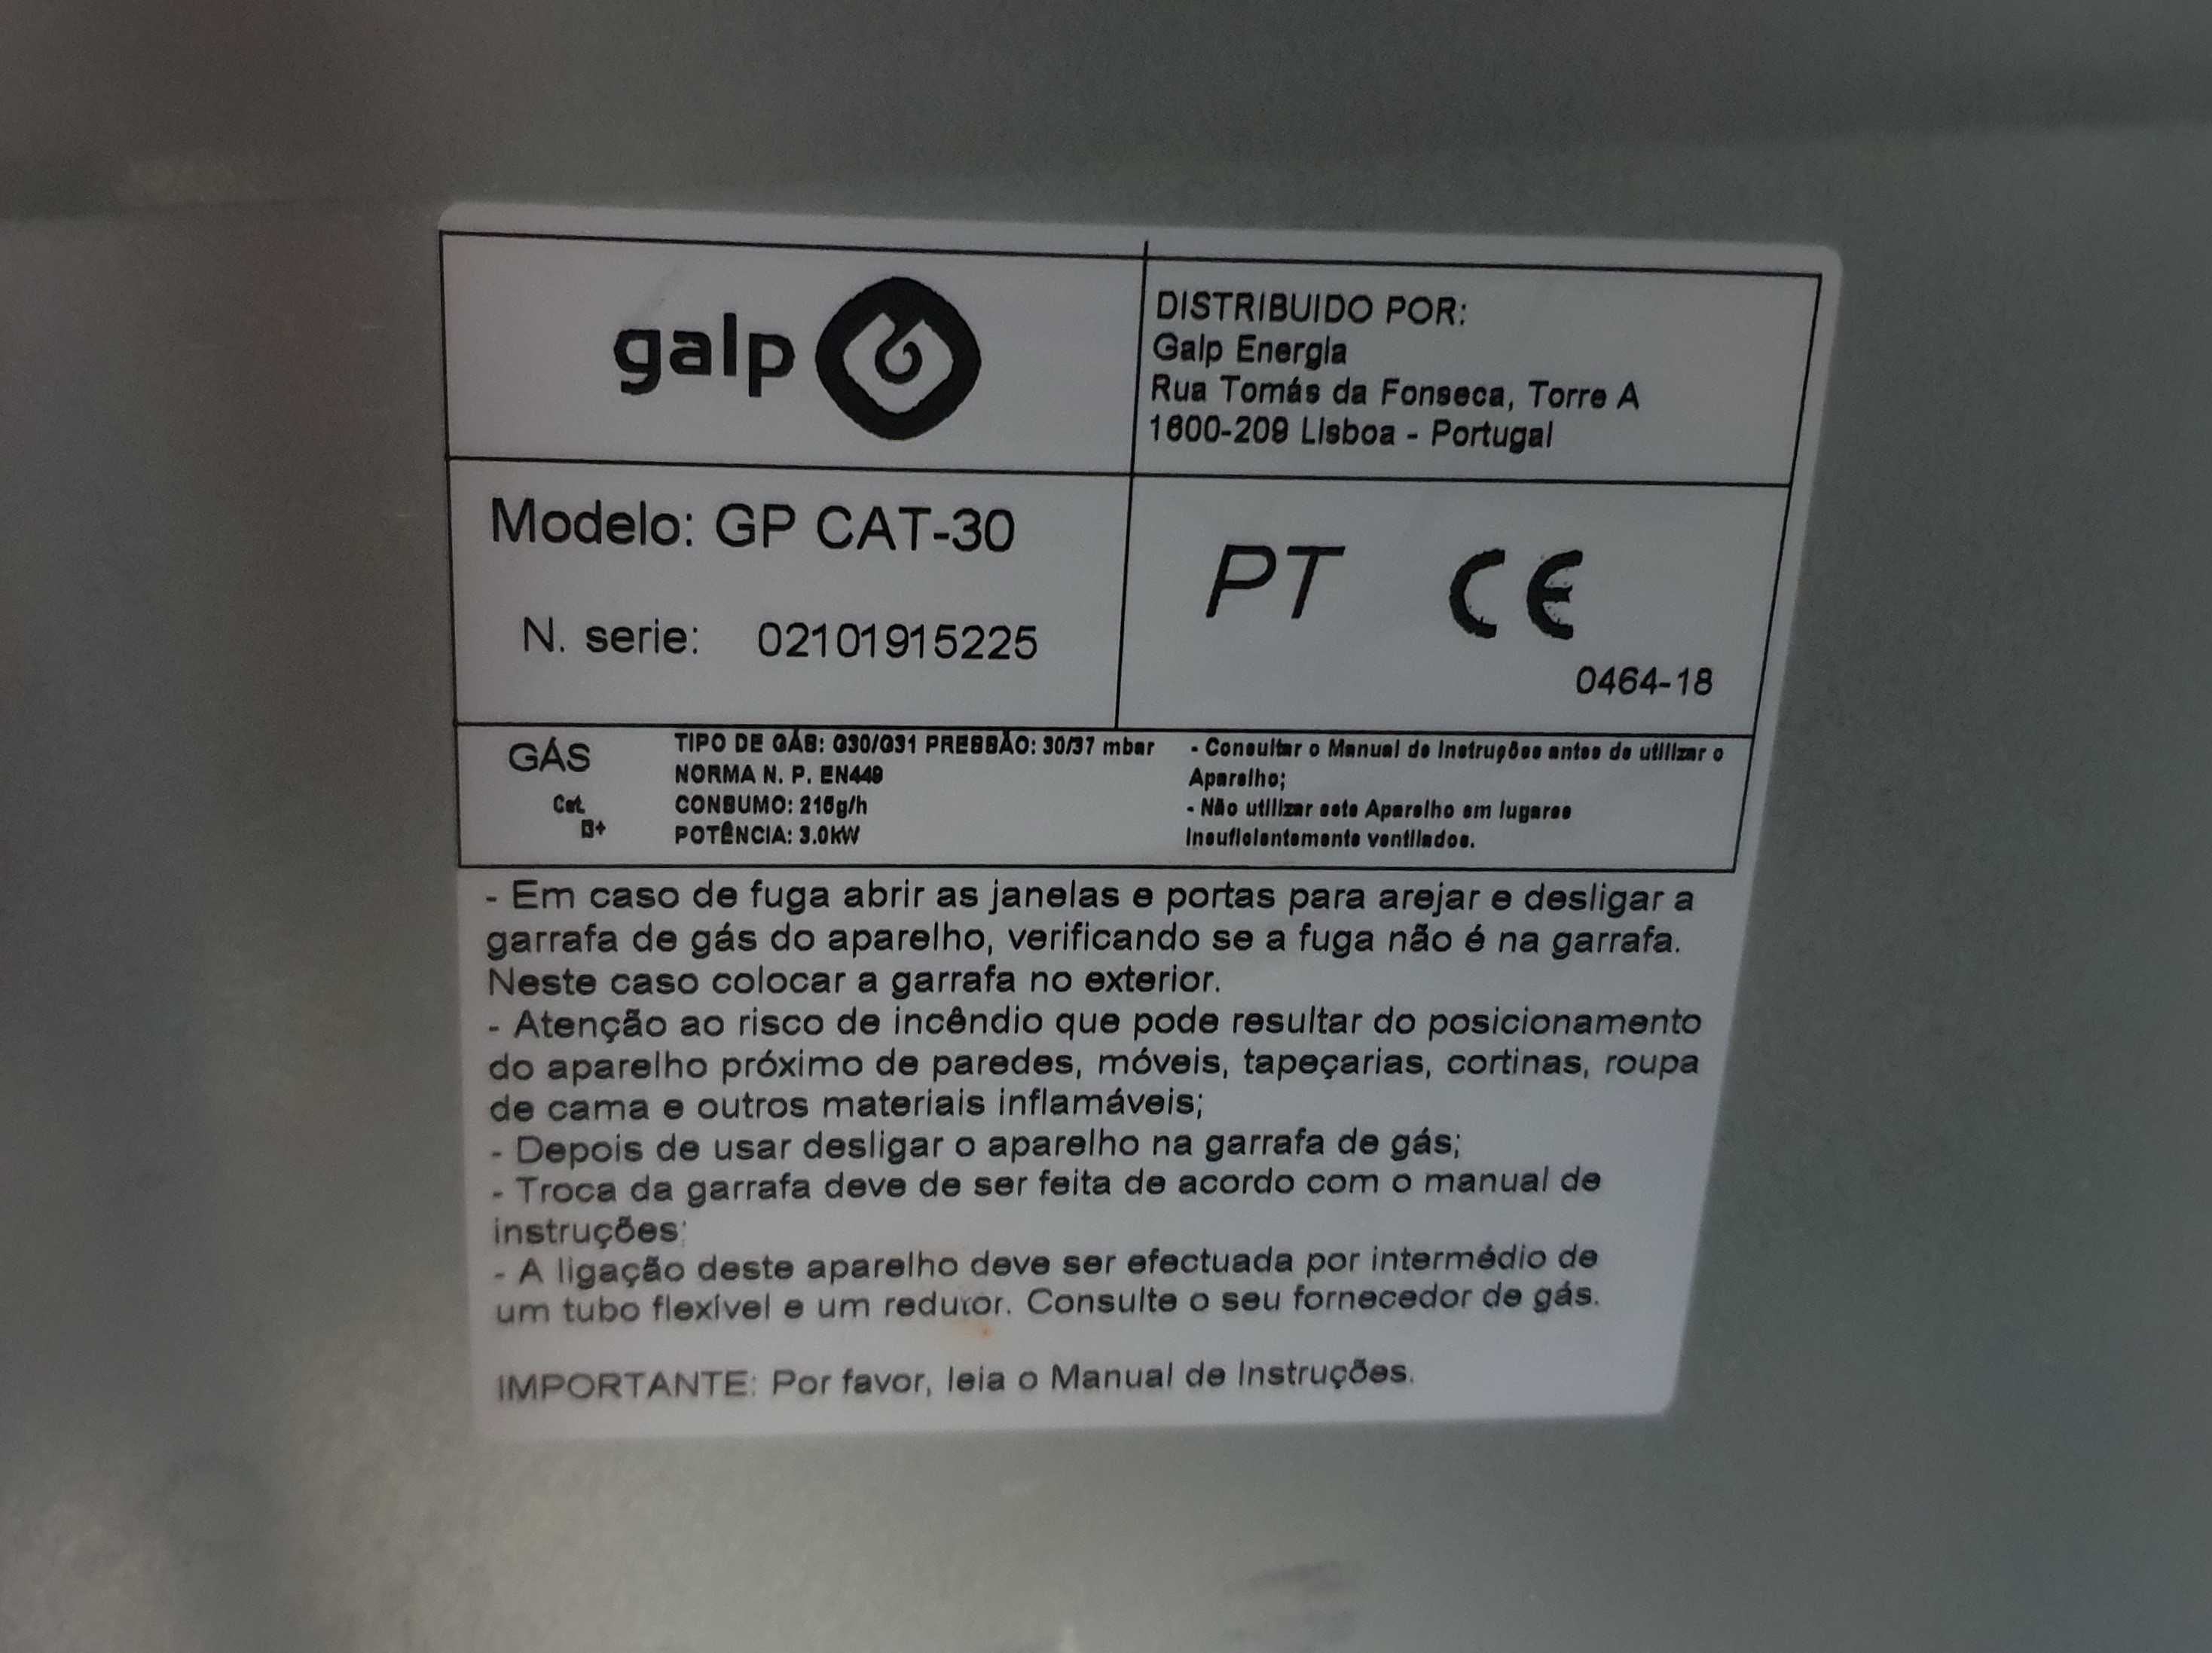 galp
DISTRIBUIDO POR:
Galp Energia
Rua Tomás da Fonseca, Torre A
1600-209 Lisboa - Portugal
Modelo: GP CAT-30
N. serie: 02101915225
PT CE
0464-18
GÁS
Cat.
I3+
TIPO DE GÁS: G30/G31 PRESSÃO: 30/37 mbar
NORMA N. P. EN449
CONSUMO: 215g/h
POTÊNCIA: 3.0kW
- Consultar o Manual de Instruções antes de utilizar o
Aparelho;
- Não utilizar este Aparelho em lugares
insuficientemente ventilados.
- Em caso de fuga abrir as janelas e portas para arejar e desligar a
garrafa de gás do aparelho, verificando se a fuga não é na garrafa.
Neste caso colocar a garrafa no exterior.
- Atenção ao risco de incêndio que pode resultar do posicionamento
do aparelho próximo de paredes, móveis, tapeçarias, cortinas, roupa
de cama e outros materiais inflamáveis;
- Depois de usar desligar o aparelho na garrafa de gás;
- Troca da garrafa deve de ser feita de acordo com o manual de
instruções;
- A ligação deste aparelho deve ser efectuada por intermédio de
um tubo flexível e um redutor. Consulte o seu fornecedor de gás.
IMPORTANTE: Por favor, leia o Manual de Instruções.